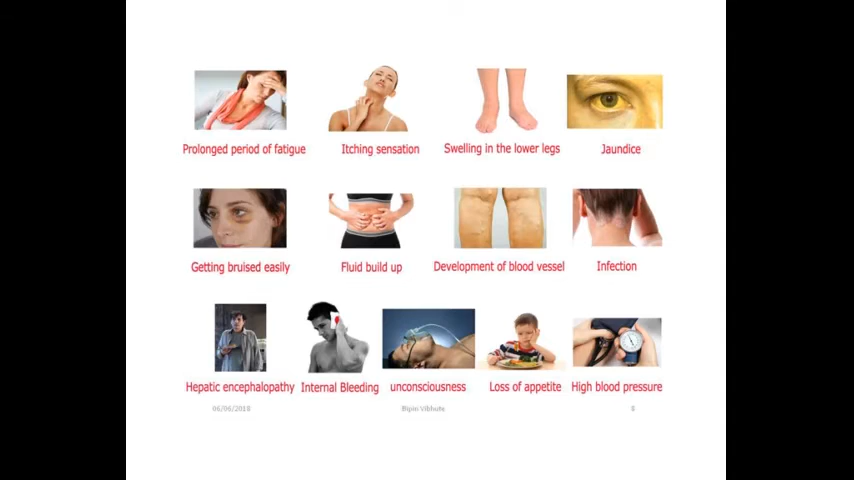 Prolonged period of fatigue
Itching sensation
Swelling in the lower legs
Jaundice
Getting bruised easily
Fluid build up
Development of blood vessel
Infection
Hepatic encephalopathy
Internal Bleeding
unconsciousness
Loss of appetite
High blood pressure
06/06/2018
Bipin Vibhute
8